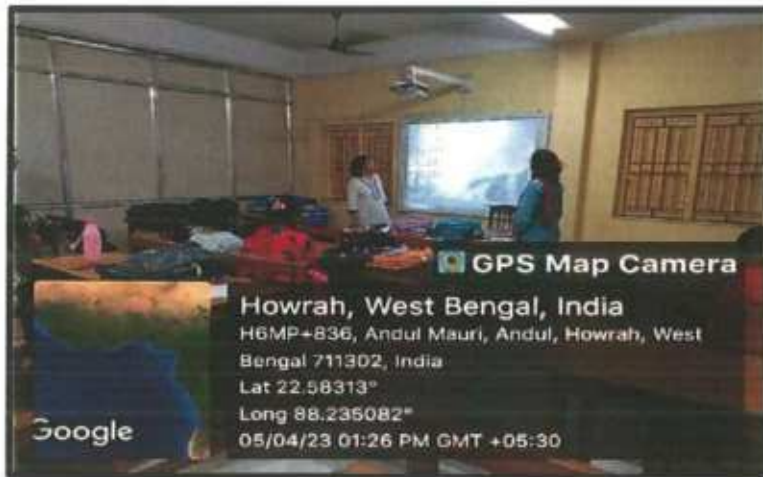 GPS Map Camera
Howrah, West Bengal, India
H6MP+836, Andul Mauri, Andul, Howrah, West
Bengal 711302, India
Lat 22.58313°
Long 88.235082°
05/04/23 01:26 PM GMT +05:30
Google